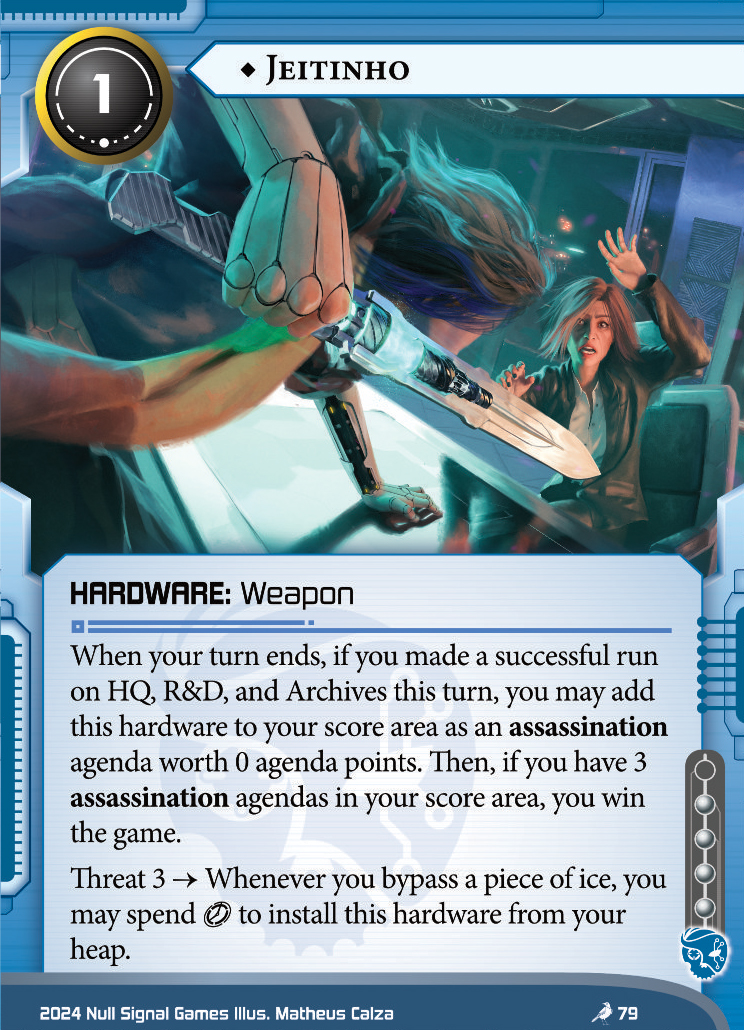 1
◆ Jeitinho
HARDWARE: Weapon
When your turn ends, if you made a successful run
on HQ, R&D, and Archives this turn, you may add
this hardware to your score area as an assassination
agenda worth 0 agenda points. Then, if you have 3
assassination agendas in your score area, you win
the game.
Threat 3 → Whenever you bypass a piece of ice, you
may spend to install this hardware from your
heap.
2024 Null Signal Games Illus. Matheus Calza
79